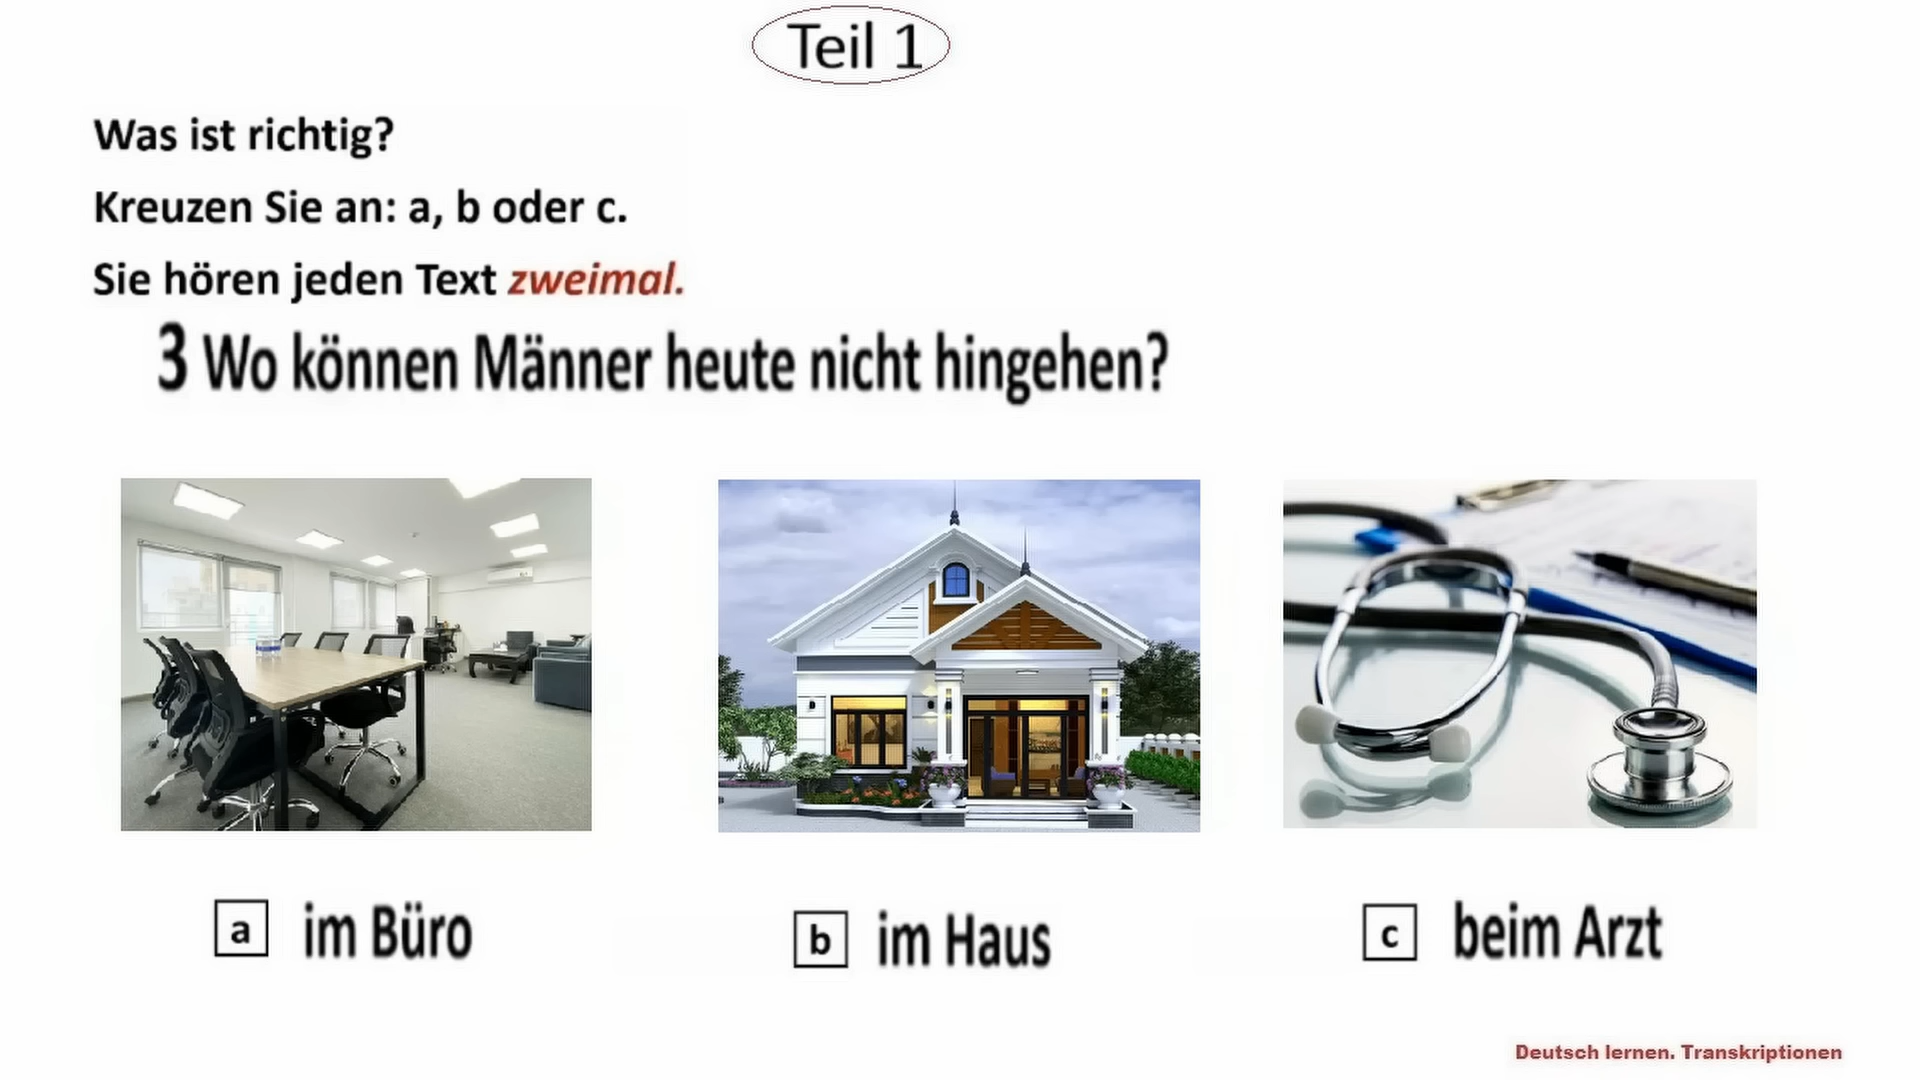 Teil 1
Was ist richtig?
Kreuzen Sie an: a, b oder c.
Sie hören jeden Text zweimal.
3 Wo können Männer heute nicht hingehen?
a im Büro
b im Haus
c beim Arzt
Deutsch lernen. Transkriptionen